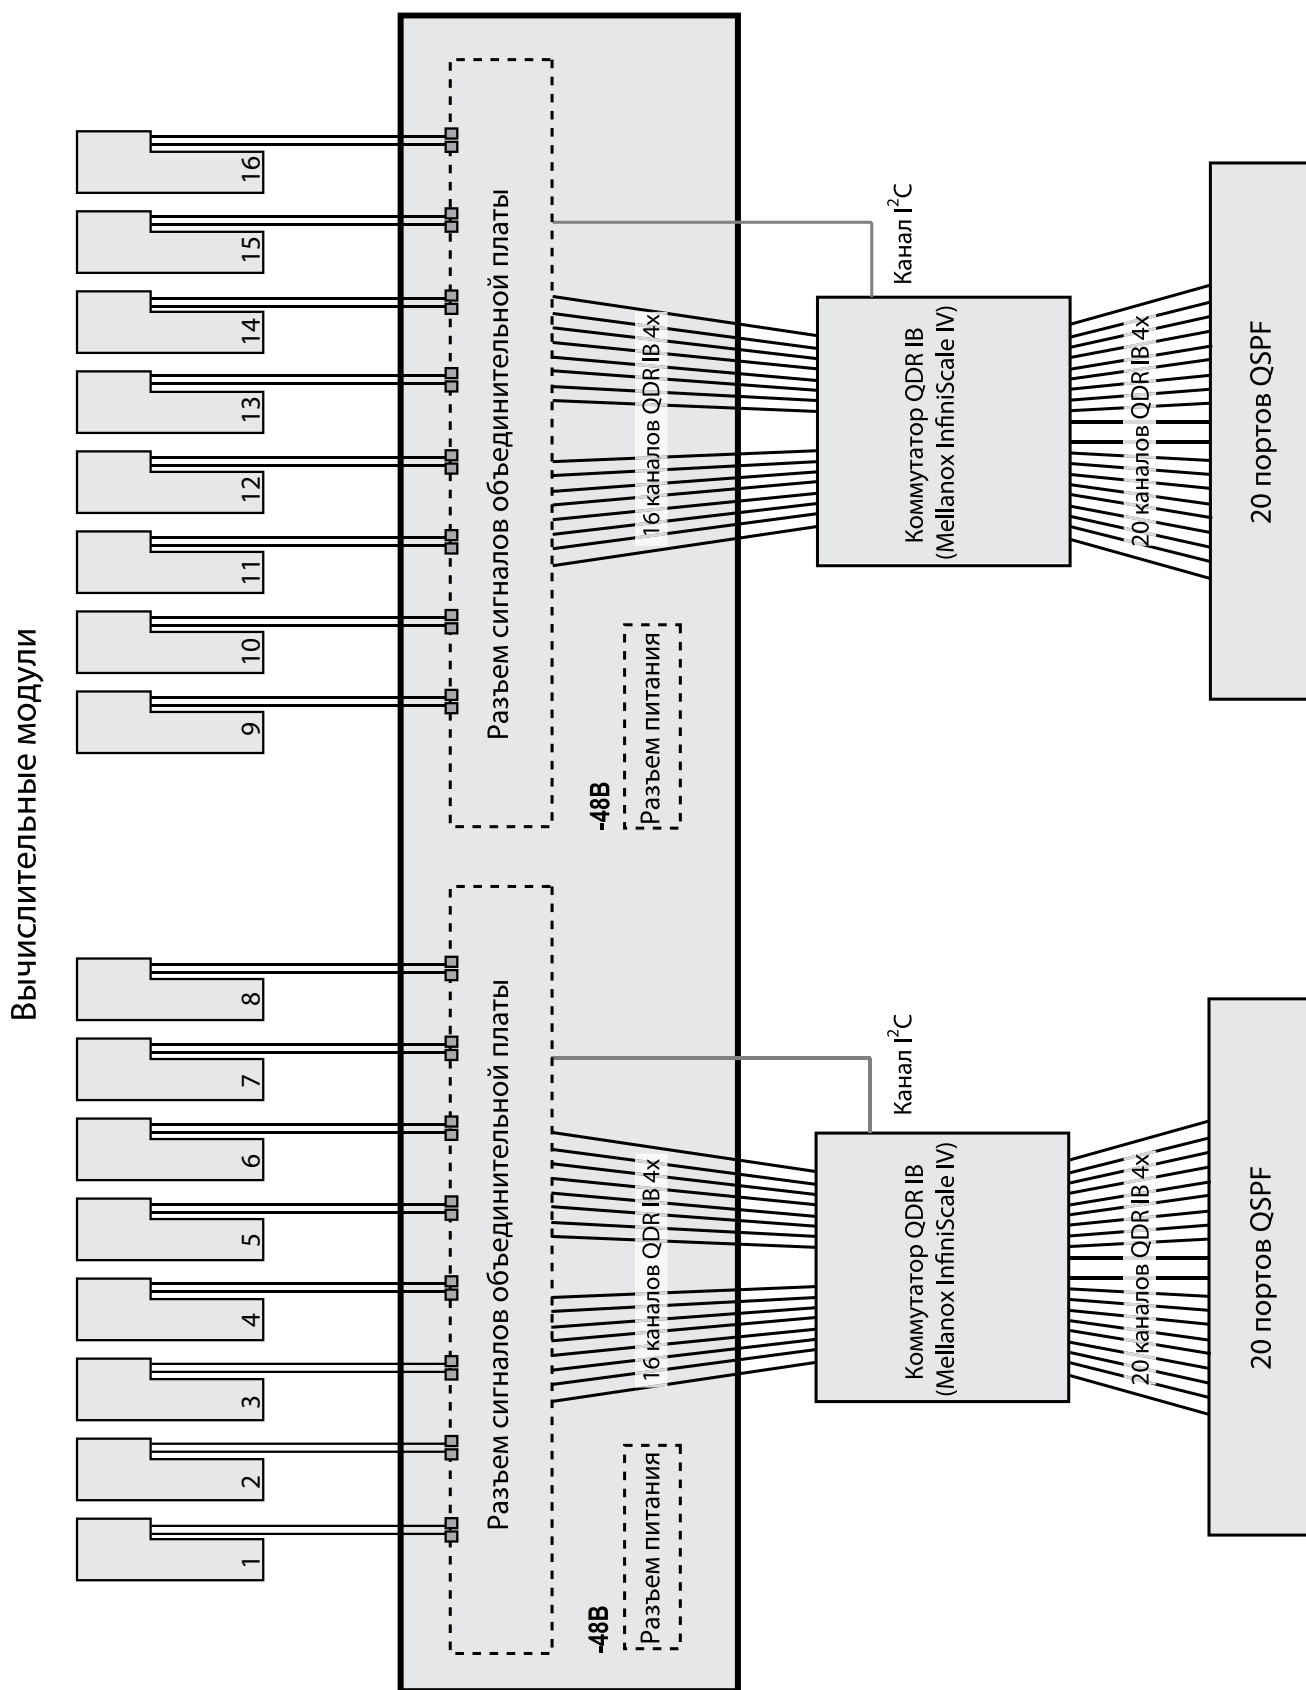 Вычислительные модули
1
2
3
4
5
6
7
8
9
10
11
12
13
14
15
16
Разъем сигналов объединительной платы
Разъем сигналов объединительной платы
-48В
Разъем питания
16 каналов QDR IB 4x
-48В
Разъем питания
16 каналов QDR IB 4x
Канал I²C
Канал I²C
Коммутатор QDR IB
(Mellanox InfiniScale IV)
Коммутатор QDR IB
(Mellanox InfiniScale IV)
20 каналов QDR IB 4x
20 каналов QDR IB 4x
20 портов QSPF
20 портов QSPF